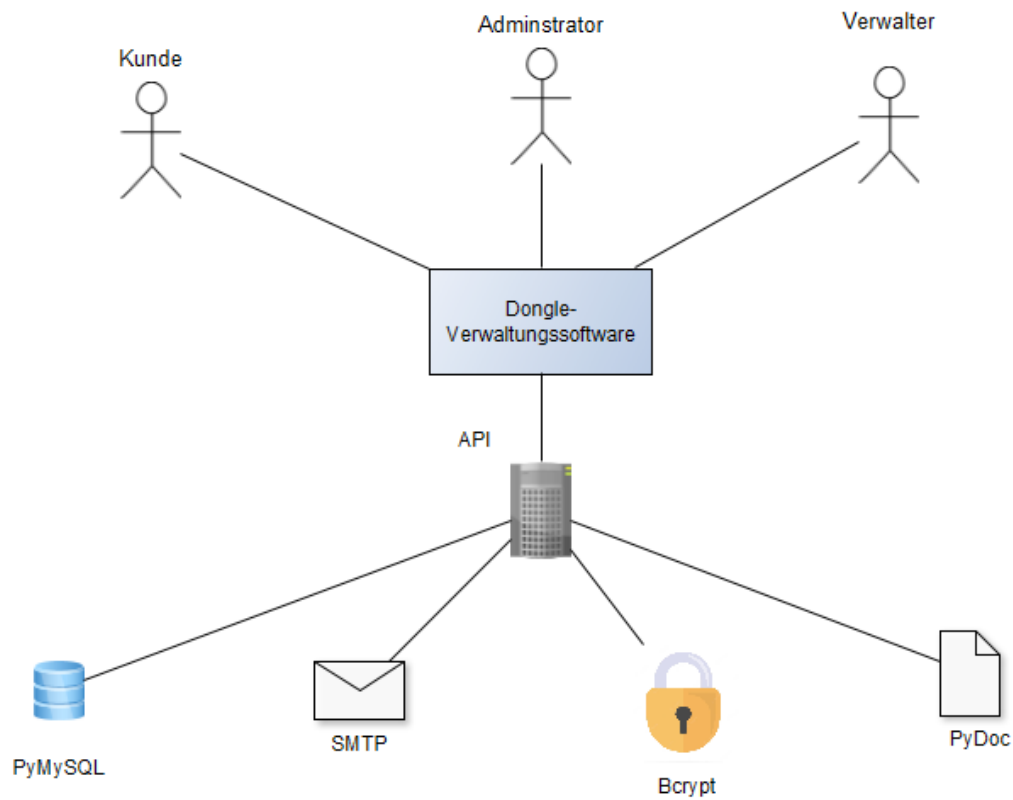 Adminstrator
Verwalter
Kunde
Dongle-
Verwaltungssoftware
API
PyMySQL
SMTP
Bcrypt
PyDoc